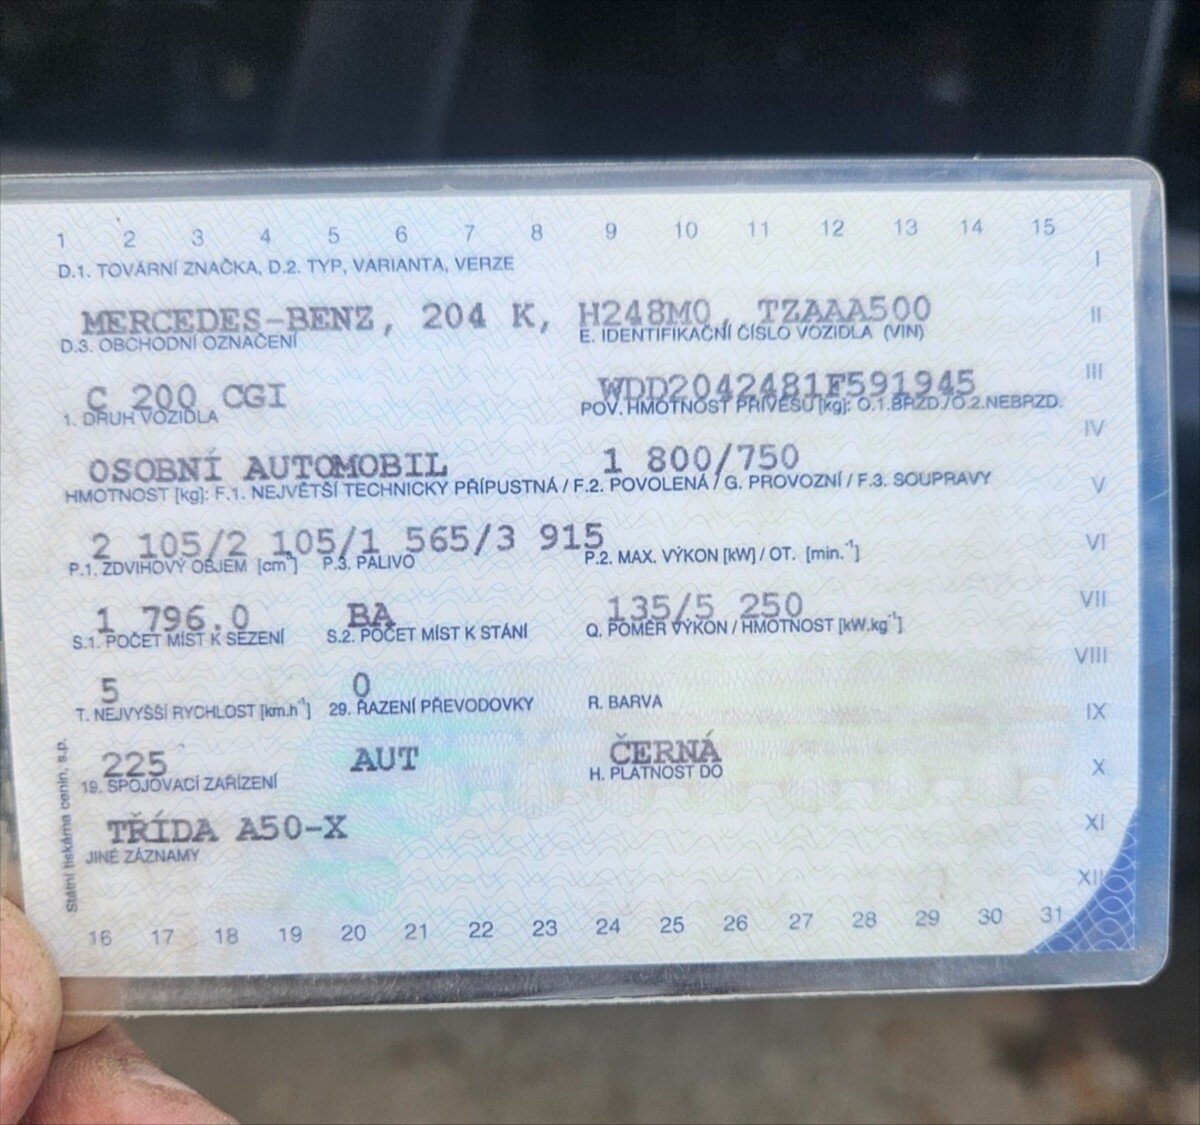 1 2 3 4 5 6 7 8 9 10 11 12 13 14 15
D.1. TOVÁRNÍ ZNAČKA, D.2. TYP, VARIANTA, VERZE
I
MERCEDES-BENZ, 204 K, H248M0, TZAAA500
II
D.3. OBCHODNÍ OZNAČENÍ E. IDENTIFIKAČNÍ ČÍSLO VOZIDLA (VIN)
C 200 CGI WDD2042481F591945
III
1. DRUH VOZIDLA POV. HMOTNOST PŘÍVĚSU [kg]: O.1.BRZD./O.2.NEBRZD.
IV
OSOBNÍ AUTOMOBIL 1 800/750
HMOTNOST [kg]: F.1. NEJVĚTŠÍ TECHNICKY PŘÍPUSTNÁ / F.2. POVOLENÁ / G. PROVOZNÍ / F.3. SOUPRAVY
V
2 105/2 105/1 565/3 915
VI
P.1. ZDVIHOVÝ OBJEM [cm³] P.3. PALIVO P.2. MAX. VÝKON [kW] / OT. [min.⁻¹]
1 796.0 BA 135/5 250
VII
S.1. POČET MÍST K SEZENÍ S.2. POČET MÍST K STÁNÍ Q. POMĚR VÝKON / HMOTNOST [kW.kg⁻¹]
VIII
5 0
T. NEJVYŠŠÍ RYCHLOST [km.h⁻¹] 29. ŘAZENÍ PŘEVODOVKY R. BARVA
IX
225 AUT ČERNÁ
X
19. SPOJOVACÍ ZAŘÍZENÍ H. PLATNOST DO
TŘÍDA A50-X
XI
JINÉ ZÁZNAMY
XII
16 17 18 19 20 21 22 23 24 25 26 27 28 29 30 31
Státní tiskárna cenin, s.p.